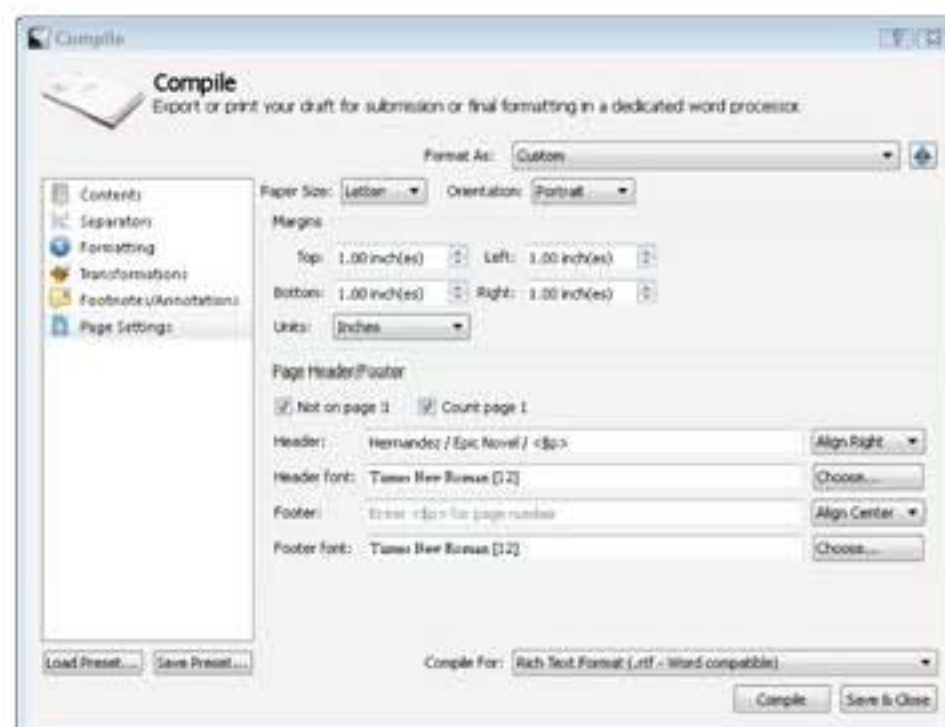 Compile
Compile
Export or print your draft for submission or final formatting in a dedicated word processor.
Format As: Custom
Contents
Separators
Formatting
Transformations
Footnotes/Annotations
Page Settings
Paper Size: Letter Orientation: Portrait
Margins
Top: 1.00 inch(es) Left: 1.00 inch(es)
Bottom: 1.00 inch(es) Right: 1.00 inch(es)
Units: Inches
Page Header/Footer
Not on page 1 Count page 1
Header: Hernandez / Epic Novel / <$p> Align Right
Header font: Times New Roman [12] Choose...
Footer: Enter <$p> for page number Align Center
Footer font: Times New Roman [12] Choose...
Load Preset... Save Preset...
Compile For: Rich Text Format (.rtf - Word compatible)
Compile Save & Close